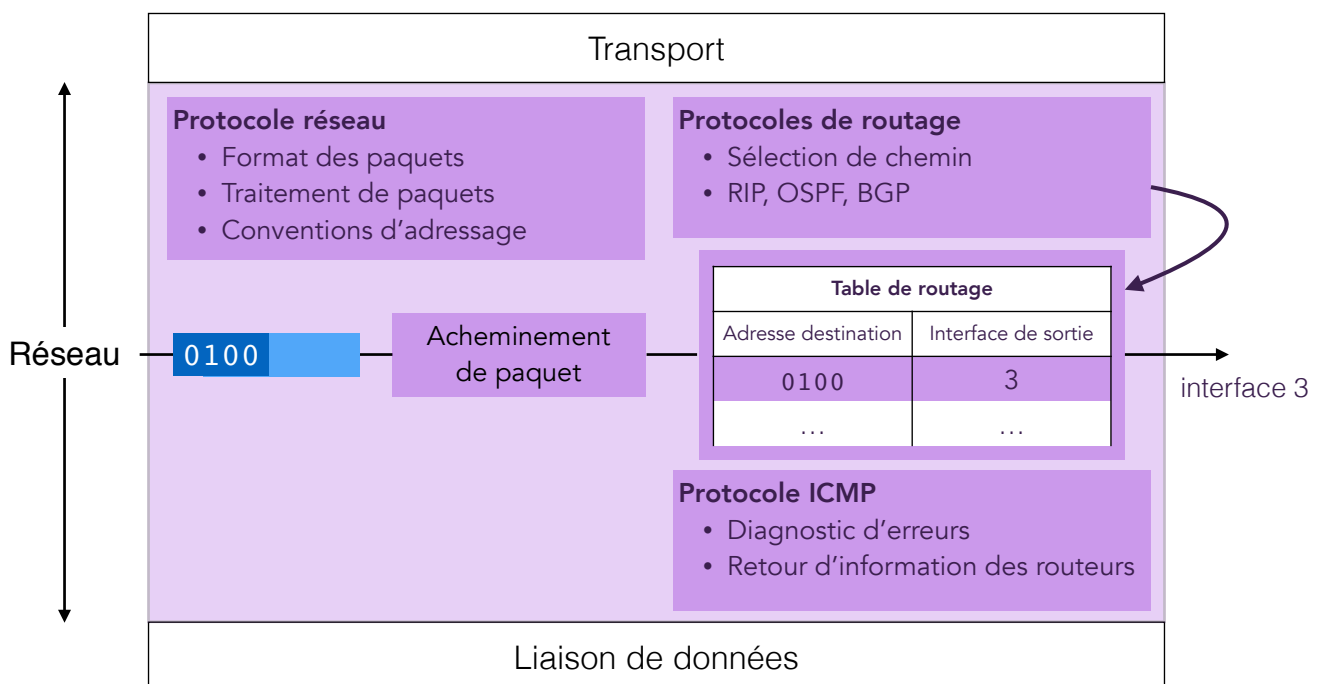 Transport
Protocole réseau
• Format des paquets
• Traitement de paquets
• Conventions d'adressage
Protocoles de routage
• Sélection de chemin
• RIP, OSPF, BGP
Réseau
0100
Acheminement
de paquet
Table de routage
Adresse destination Interface de sortie
0100 3
... ...
interface 3
Protocole ICMP
• Diagnostic d'erreurs
• Retour d'information des routeurs
Liaison de données